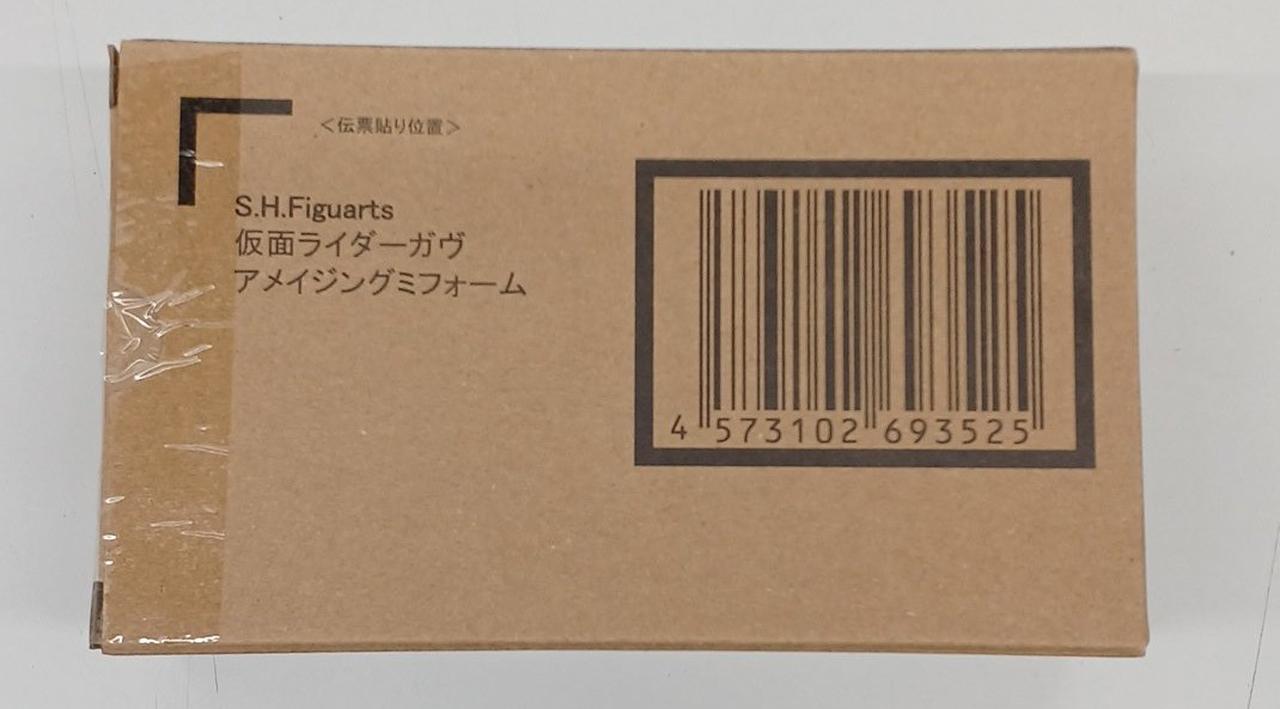 ＜伝票貼り位置＞
S.H.Figuarts
仮面ライダーガヴ
アメイジングミフォーム
4 573102 693525